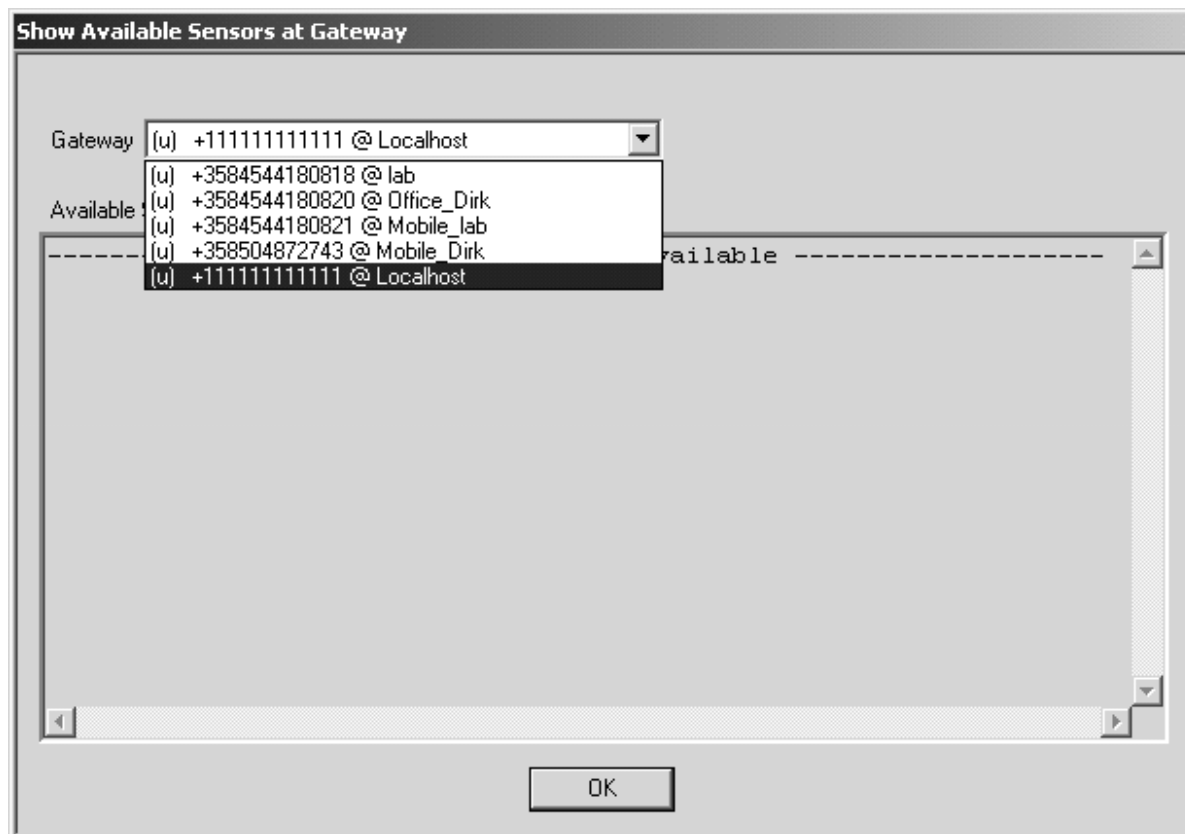 Show Available Sensors at Gateway
Gateway (u) +111111111111 @ Localhost
(u) +3584544180818 @ lab
(u) +3584544180820 @ Office_Dirk
Available
(u) +3584544180821 @ Mobile_lab
(u) +358504872743 @ Mobile_Dirk
------- vailable -------------------
(u) +111111111111 @ Localhost
OK